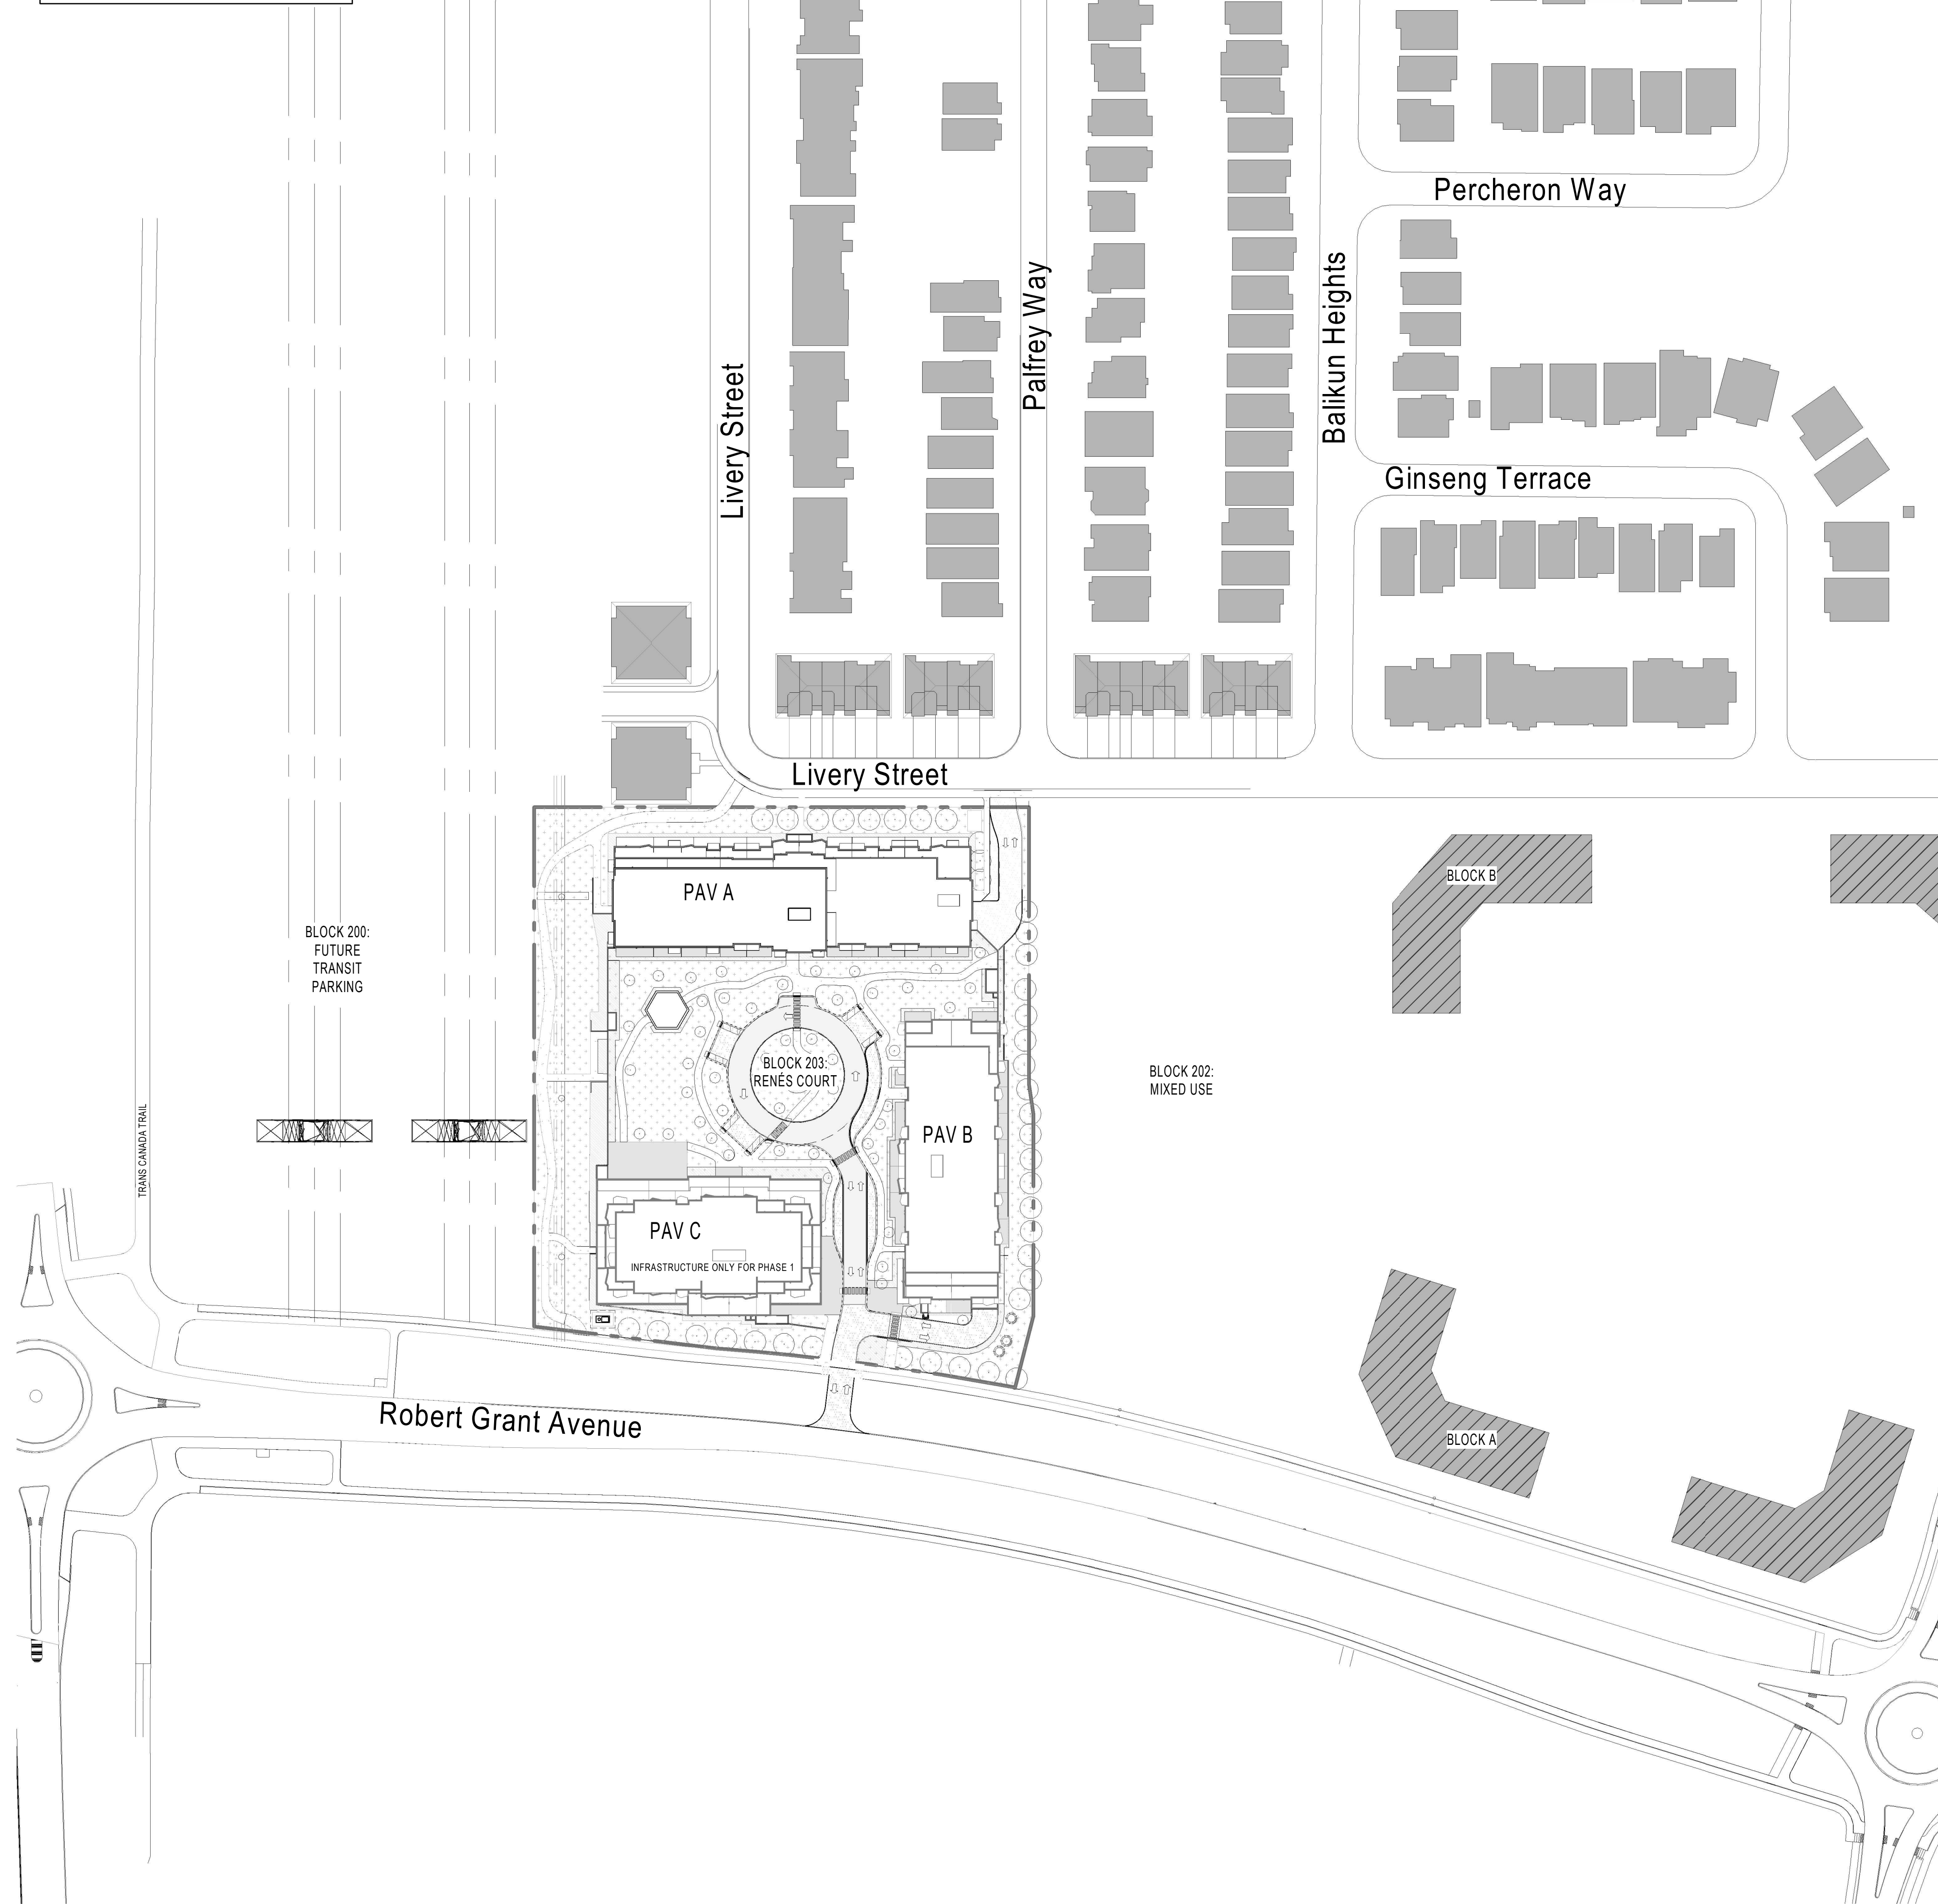 Percheron Way
Palfrey Way
Balikun Heights
Livery Street
Ginseng Terrace
Livery Street
BLOCK B
PAV A
BLOCK 200:
FUTURE
TRANSIT
PARKING
BLOCK 203:
RENÉS COURT
BLOCK 202:
MIXED USE
TRANS CANADA TRAIL
PAV B
PAV C
INFRASTRUCTURE ONLY FOR PHASE 1
Robert Grant Avenue
BLOCK A